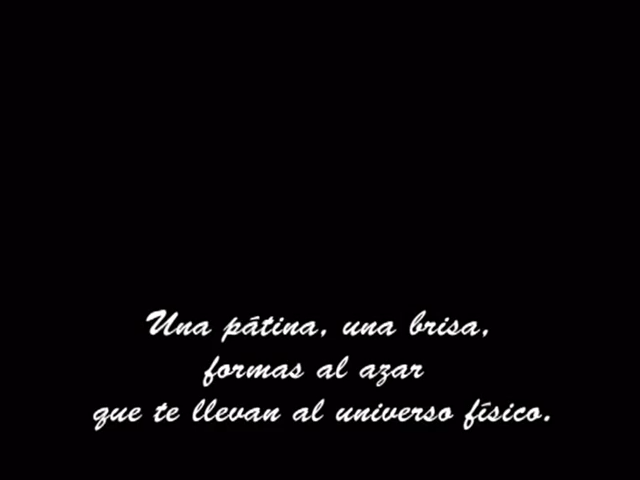 Una pátina, una brisa,
formas al azar
que te llevan al universo físico.